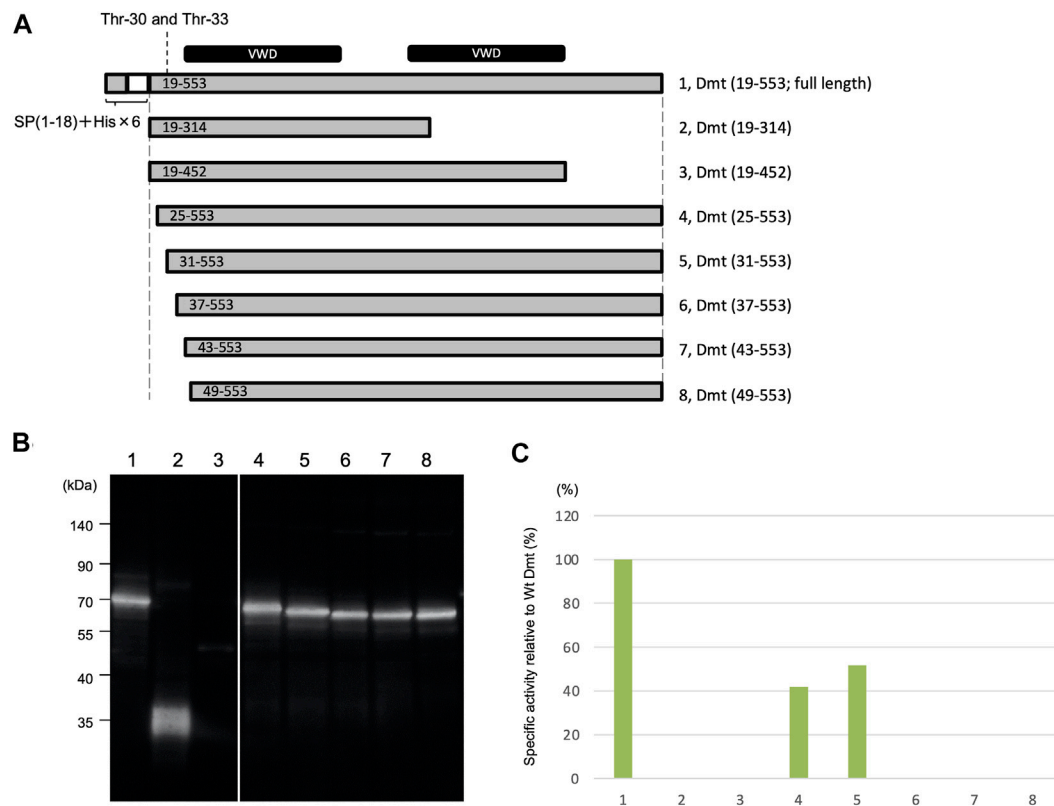 A
Thr-30 and Thr-33
VWD VWD
19-553 1, Dmt (19-553; full length)
SP(1-18)+His×6
19-314 2, Dmt (19-314)
19-452 3, Dmt (19-452)
25-553 4, Dmt (25-553)
31-553 5, Dmt (31-553)
37-553 6, Dmt (37-553)
43-553 7, Dmt (43-553)
49-553 8, Dmt (49-553)
B
1 2 3 4 5 6 7 8
(kDa)
140
90
70
55
40
35
C
(%)
Specific activity relative to Wt Dmt (%)
120
100
80
60
40
20
0
1 2 3 4 5 6 7 8